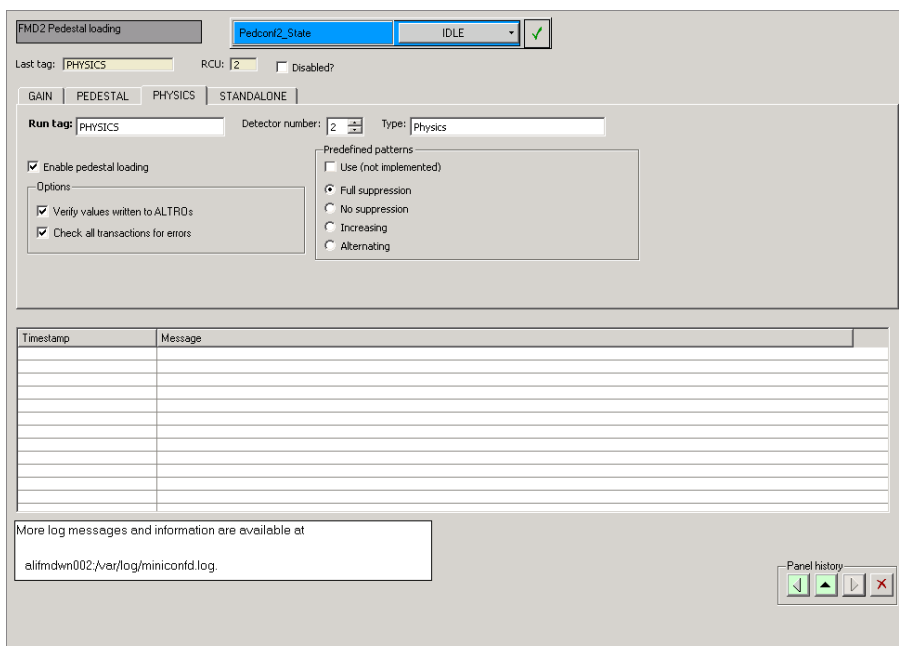 FMD2 Pedestal loading
Pedconf2_State IDLE
Last tag: PHYSICS RCU: 2 Disabled?
GAIN PEDESTAL PHYSICS STANDALONE
Run tag: PHYSICS Detector number: 2 Type: Physics
Enable pedestal loading
Options
Verify values written to ALTROs
Check all transactions for errors
Predefined patterns
Use (not implemented)
Full suppression
No suppression
Increasing
Alternating
Timestamp Message
More log messages and information are available at
alifmdwn002:/var/log/miniconfd.log.
Panel history